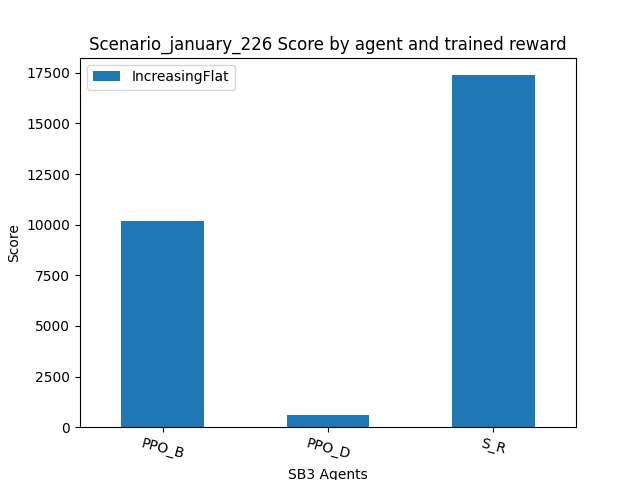 Scenario_january_226 Score by agent and trained reward
IncreasingFlat
17500
15000
12500
10000
7500
5000
2500
0
Score
PPO_B
PPO_D
S_R
SB3 Agents